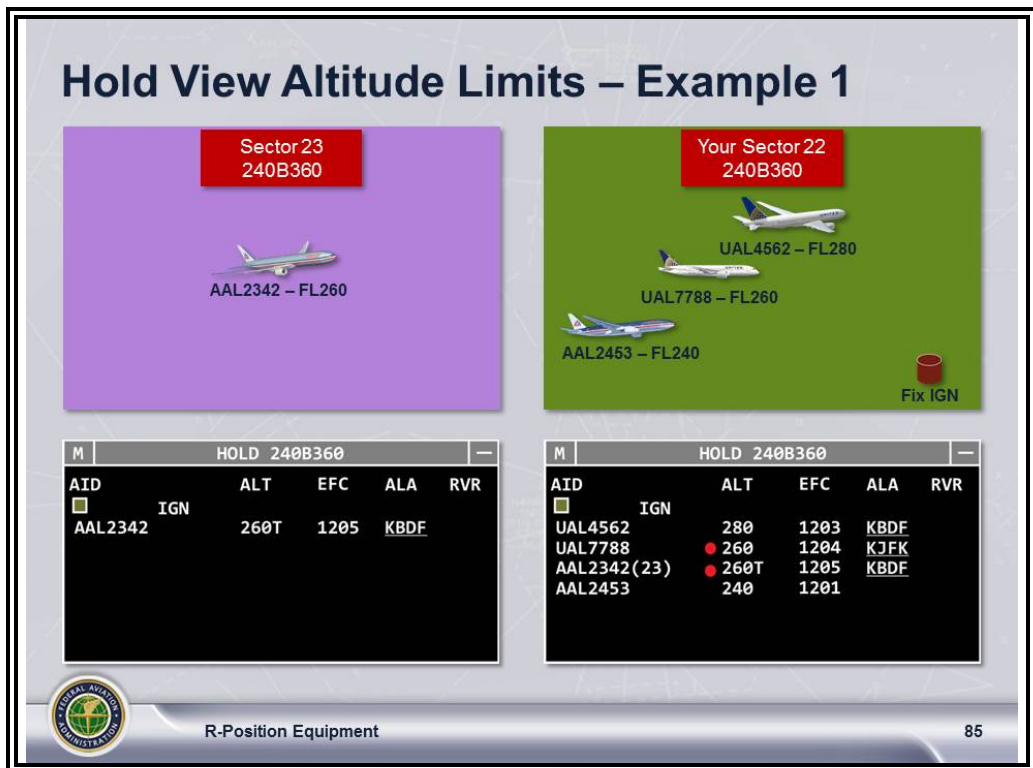 Hold View Altitude Limits – Example 1
Sector 23
240B360
AAL2342 – FL260
Your Sector 22
240B360
UAL4562 – FL280
UAL7788 – FL260
AAL2453 – FL240
Fix IGN
M HOLD 240B360 —
AID ALT EFC ALA RVR
IGN
AAL2342 260T 1205 KBDF
M HOLD 240B360 —
AID ALT EFC ALA RVR
IGN
UAL4562 280 1203 KBDF
UAL7788 260 1204 KJFK
AAL2342(23) 260T 1205 KBDF
AAL2453 240 1201
FEDERAL AVIATION
ADMINISTRATION
R-Position Equipment
85